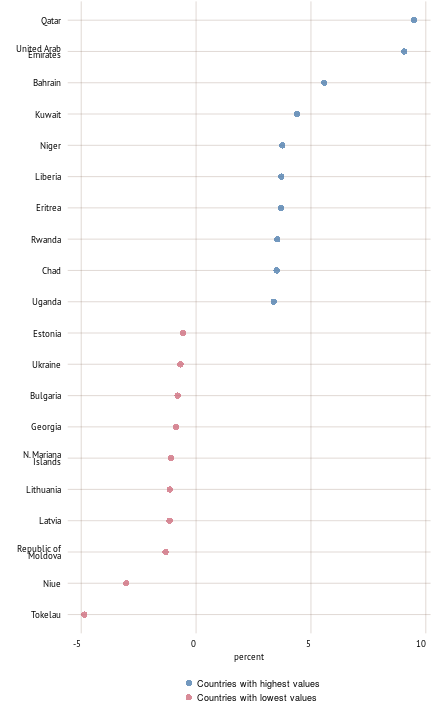 Qatar
United Arab
Emirates
Bahrain
Kuwait
Niger
Liberia
Eritrea
Rwanda
Chad
Uganda
Estonia
Ukraine
Bulgaria
Georgia
N. Mariana
Islands
Lithuania
Latvia
Republic of
Moldova
Niue
Tokelau
-5 0 5 10
percent
Countries with highest values
Countries with lowest values